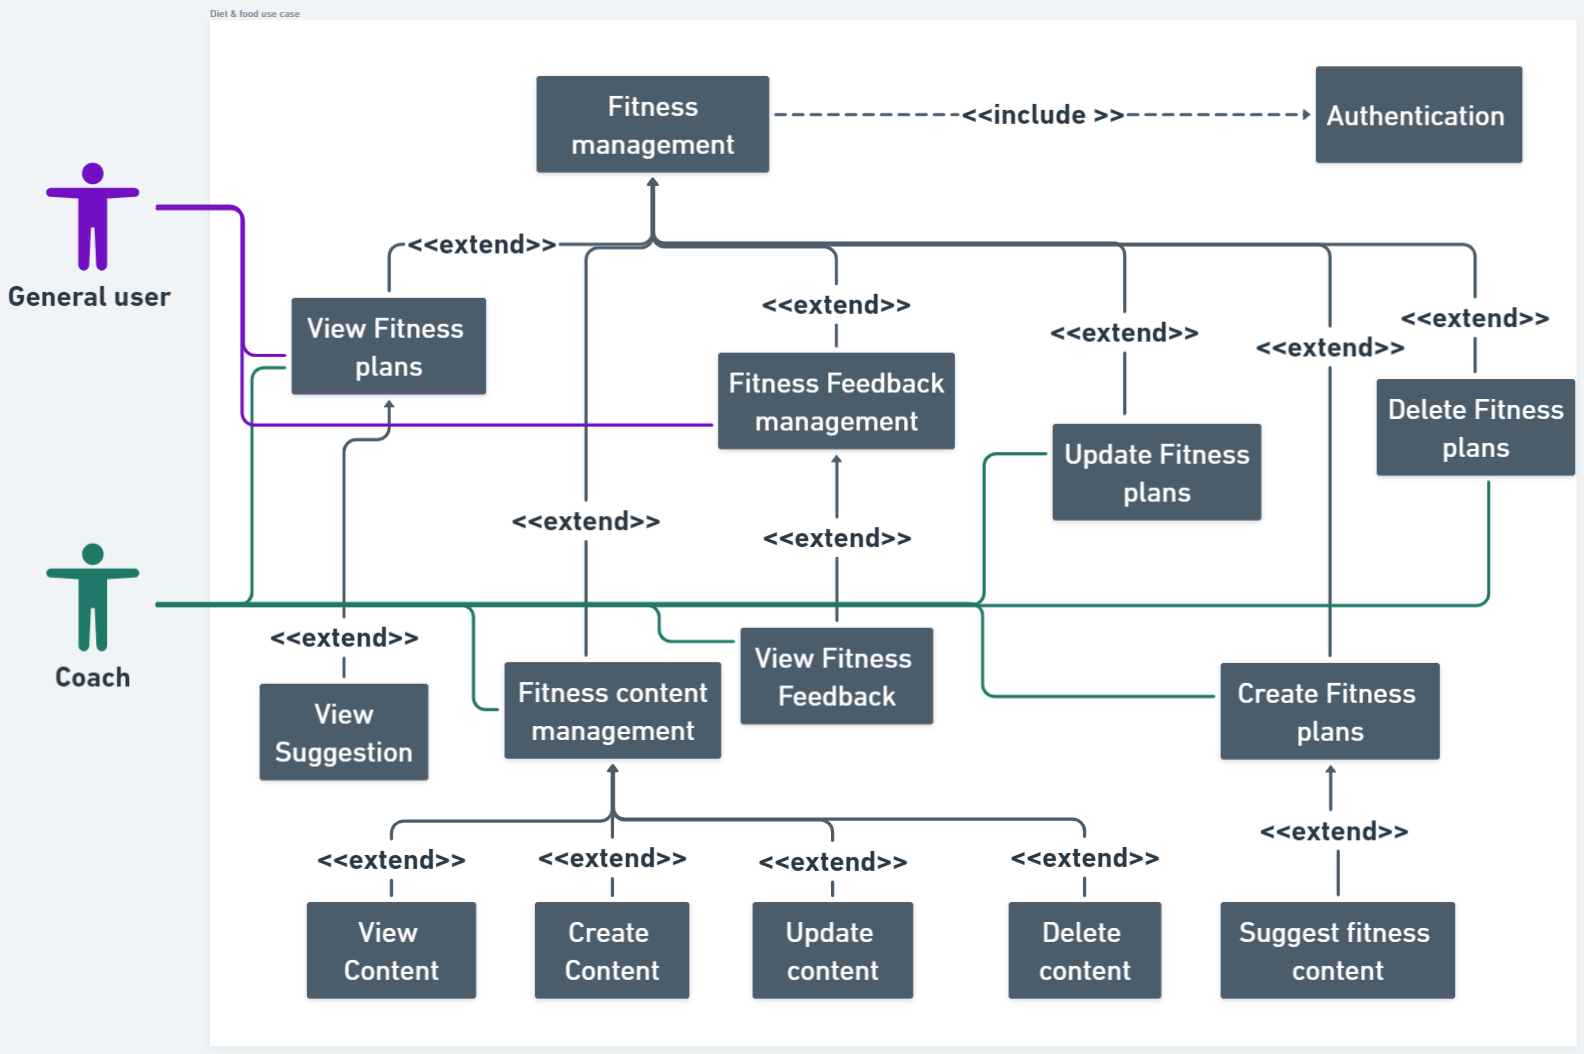 Diet & food use case
Fitness
management
<<include >>
Authentication
General user
<<extend>>
View Fitness
plans
<<extend>>
Fitness Feedback
management
<<extend>>
Update Fitness
plans
<<extend>>
<<extend>>
Delete Fitness
plans
<<extend>>
<<extend>>
Coach
<<extend>>
View
Suggestion
Fitness content
management
View Fitness
Feedback
Create Fitness
plans
<<extend>>
<<extend>>
<<extend>>
<<extend>>
<<extend>>
View
Content
Create
Content
Update
content
Delete
content
Suggest fitness
content